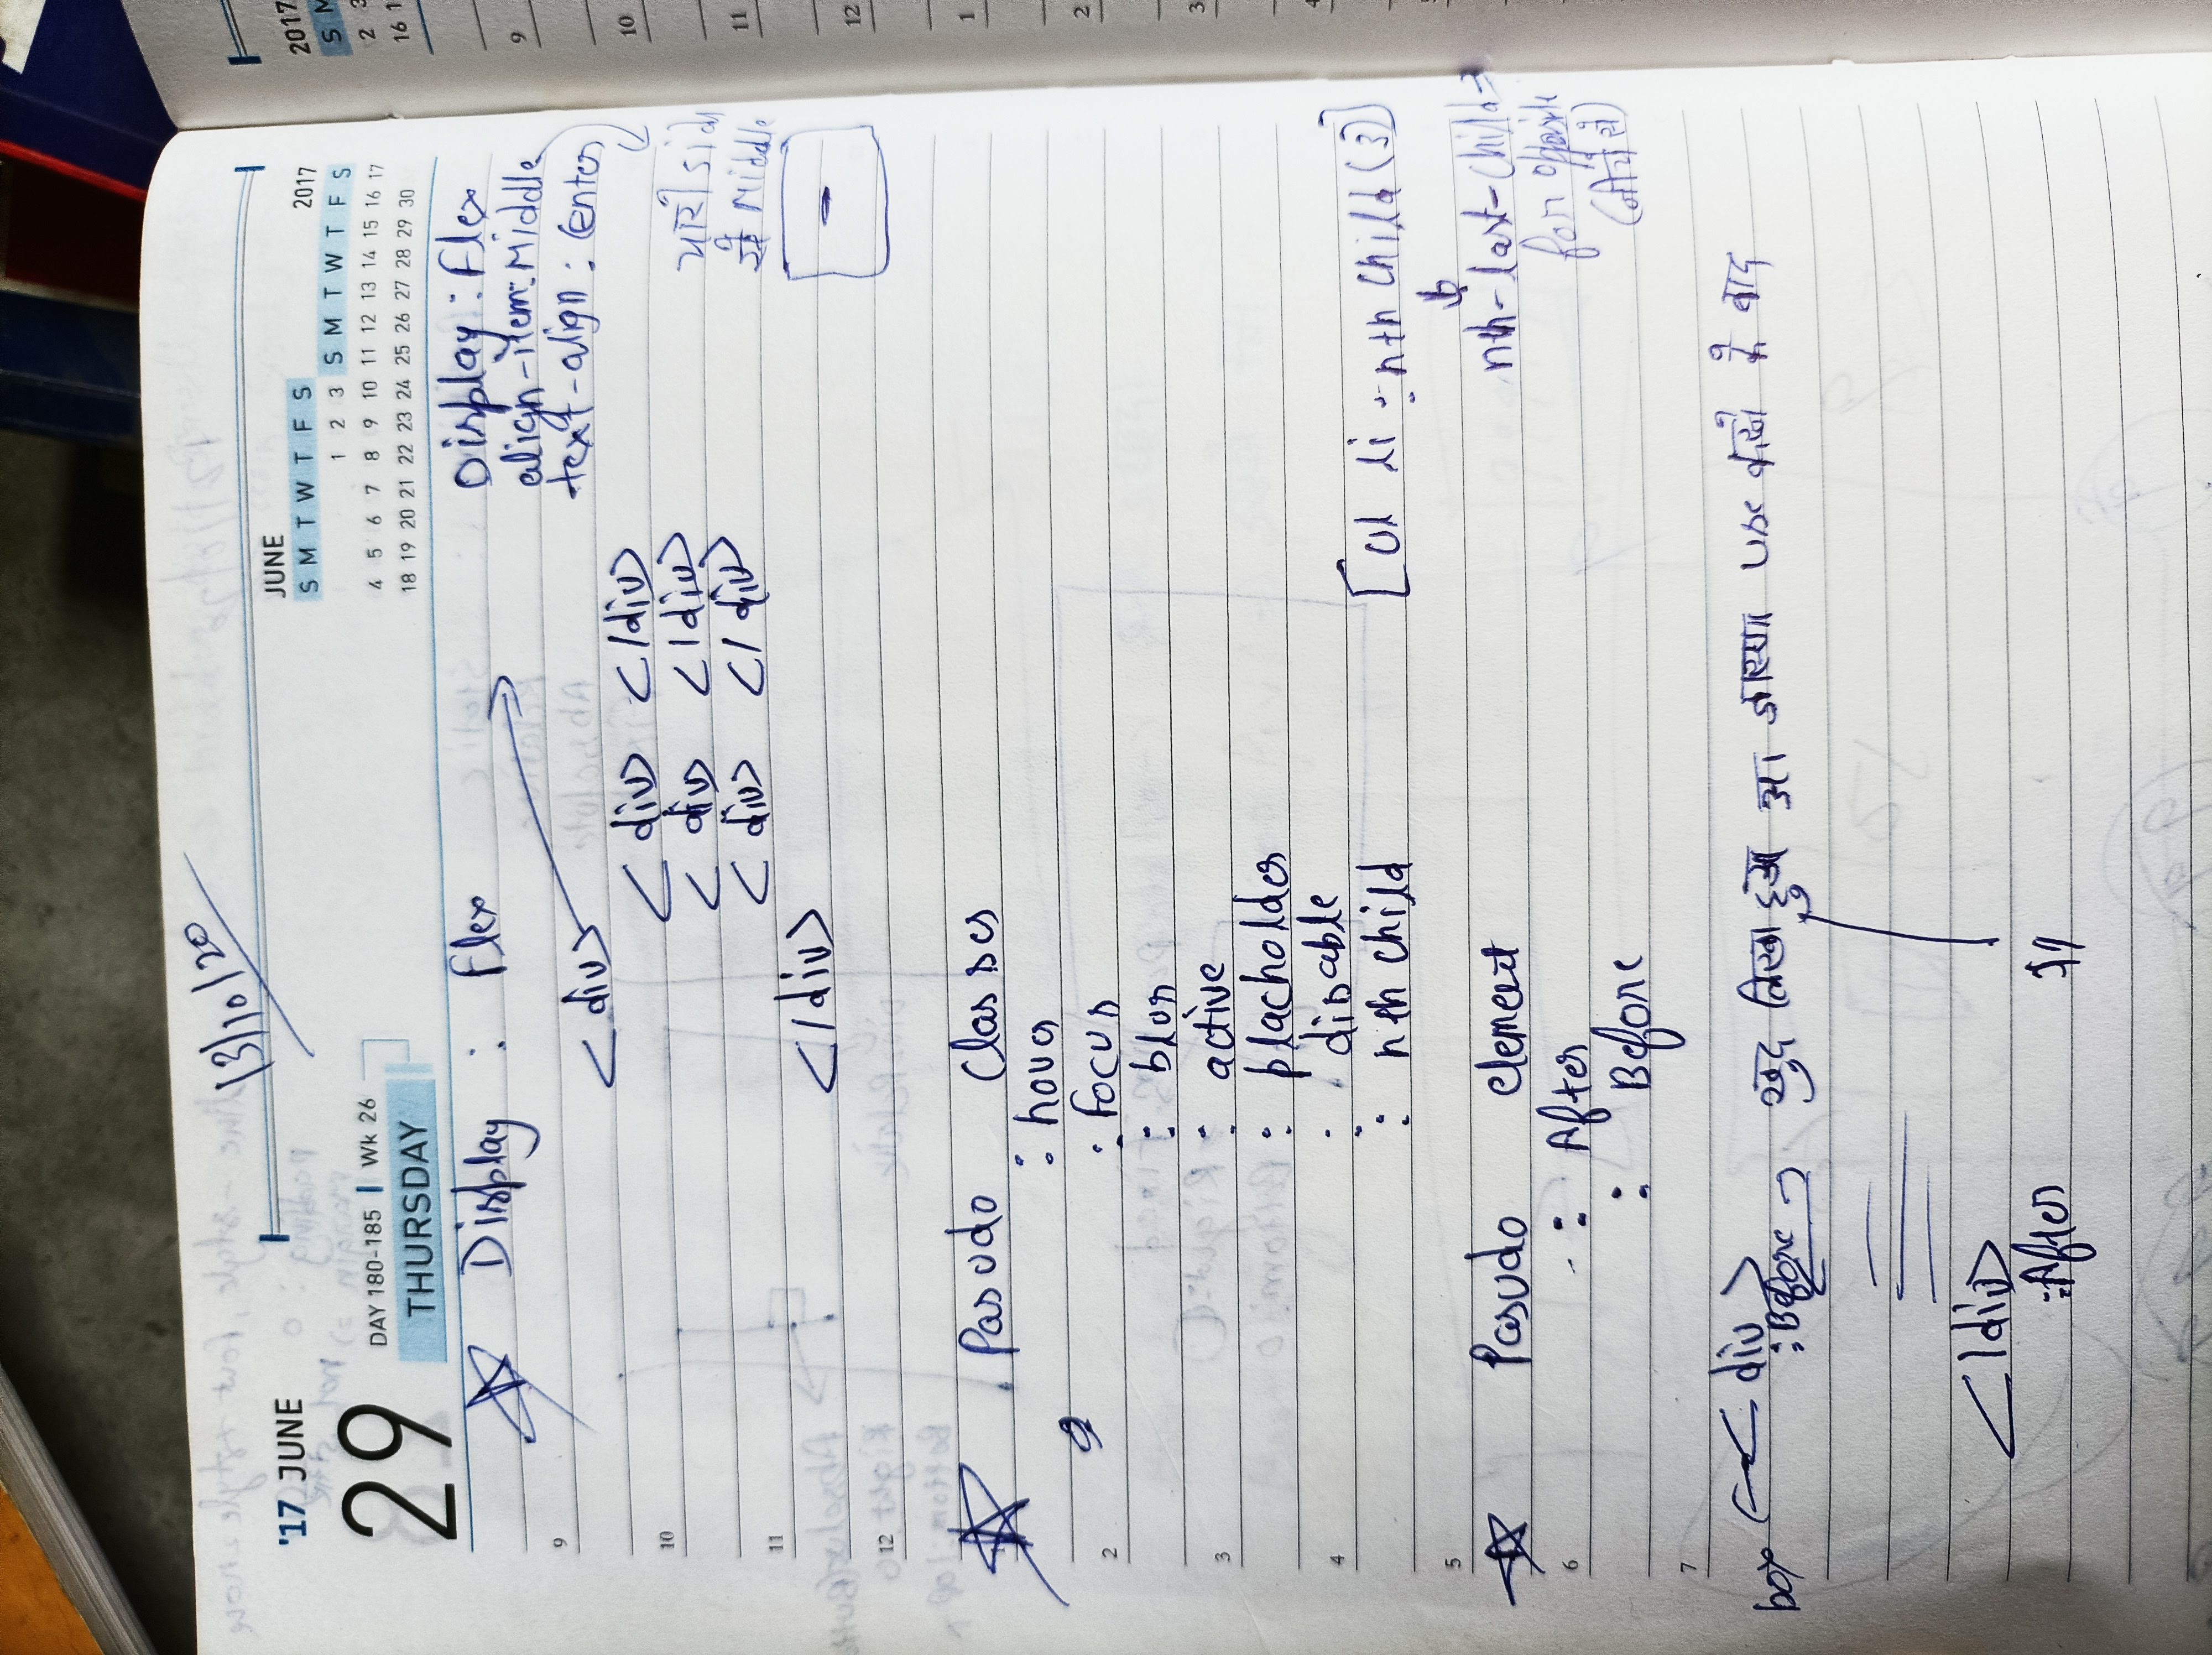 13/10/20
'17 JUNE
29
DAY 180-185 | Wk 26
THURSDAY
JUNE
2017
S M T W T F S
1 2 3 S M T W T F S
4 5 6 7 8 9 10 11 12 13 14 15 16 17
18 19 20 21 22 23 24 25 26 27 28 29 30
Display : Flex
Display : Flex
align-item: Middle
text-align : Center
<div>
<div> </div>
<div> </div>
<div> </div>
</div>
चारो side
से Middle
Pasudo Classes
: hover
: focus
: blur
: active
: placholder
: disable
: nth child
[Ul li : nth child (3)]
nth-last-child
for opposite
(नीचे से)
Pasudo element
: After
: Before
box <div>
:Before खुद लिखा हुआ आ जाएगा use करने के बाद
</div>
:After
9
10
11
12
2
3
4
5
6
7
2017
S M
2 3
16 1
9
10
11
12
1
2
3
4